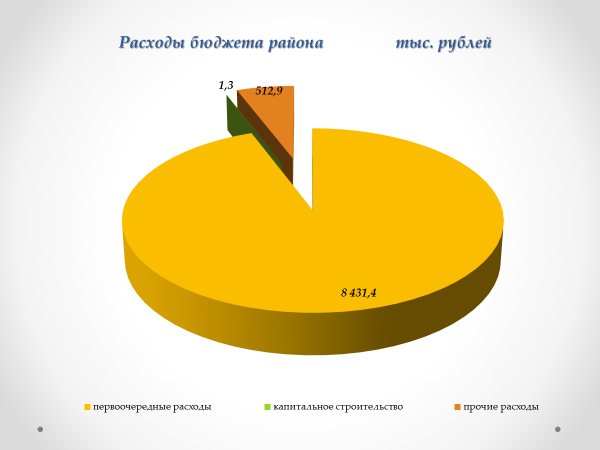 Расходы бюджета района тыс. рублей
1,3
512,9
8 431,4
первоочередные расходы
капитальное строительство
прочие расходы